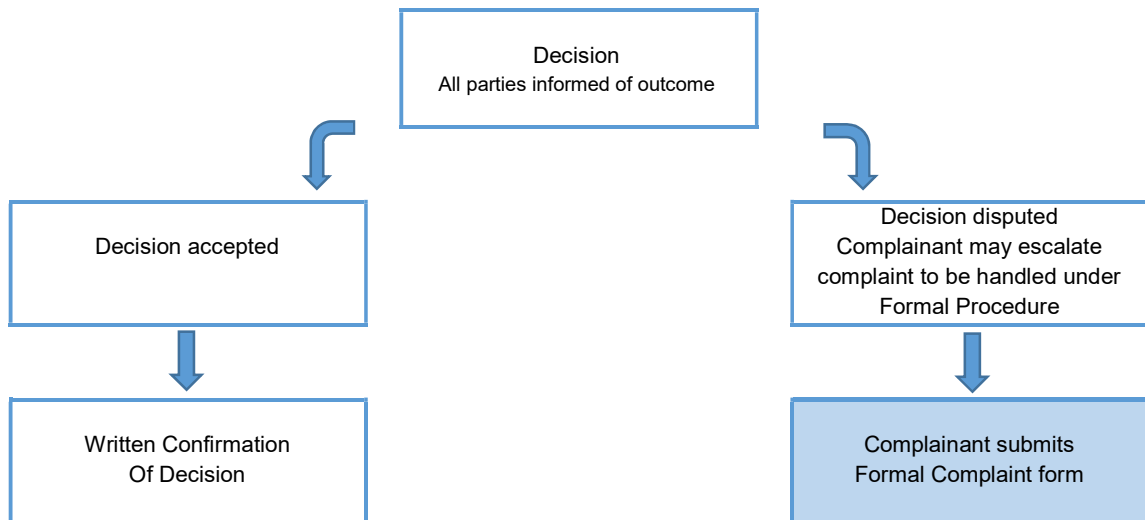 Decision
All parties informed of outcome
Decision accepted
Decision disputed
Complainant may escalate
complaint to be handled under
Formal Procedure
Written Confirmation
Of Decision
Complainant submits
Formal Complaint form